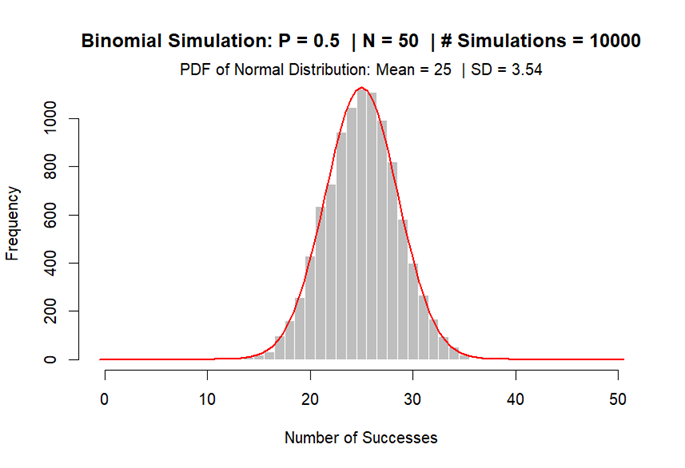 Binomial Simulation: P = 0.5 | N = 50 | # Simulations = 10000
PDF of Normal Distribution: Mean = 25 | SD = 3.54
Frequency
1000
800
600
400
200
0
0 10 20 30 40 50
Number of Successes